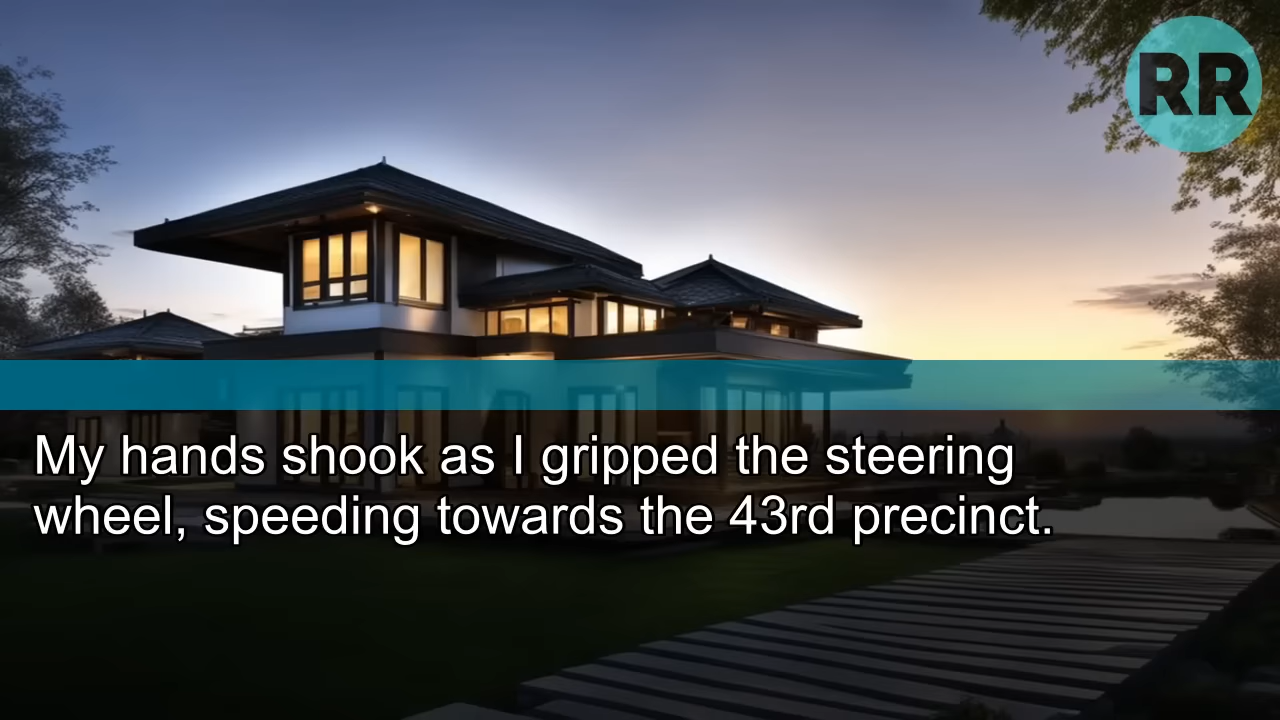 RR
My hands shook as I gripped the steering
wheel, speeding towards the 43rd precinct.